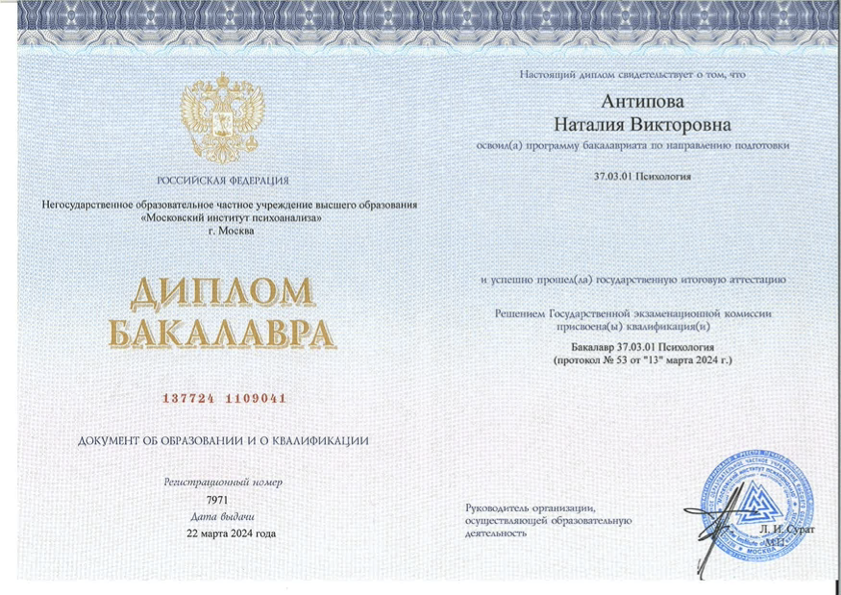 РОССИЙСКАЯ ФЕДЕРАЦИЯ
Негосударственное образовательное частное учреждение высшего образования
«Московский институт психоанализа»
г. Москва
ДИПЛОМ
БАКАЛАВРА
137724 1109041
ДОКУМЕНТ ОБ ОБРАЗОВАНИИ И О КВАЛИФИКАЦИИ
Регистрационный номер
7971
Дата выдачи
22 марта 2024 года
Настоящий диплом свидетельствует о том, что
Антипова
Наталия Викторовна
освоил(а) программу бакалавриата по направлению подготовки
37.03.01 Психология
и успешно прошел(ла) государственную итоговую аттестацию
Решением Государственной экзаменационной комиссии
присвоена(ы) квалификация(и)
Бакалавр 37.03.01 Психология
(протокол № 53 от "13" марта 2024 г.)
Руководитель организации,
осуществляющей образовательную
деятельность
Л. И. Сурат
М.П.
МОСКВА